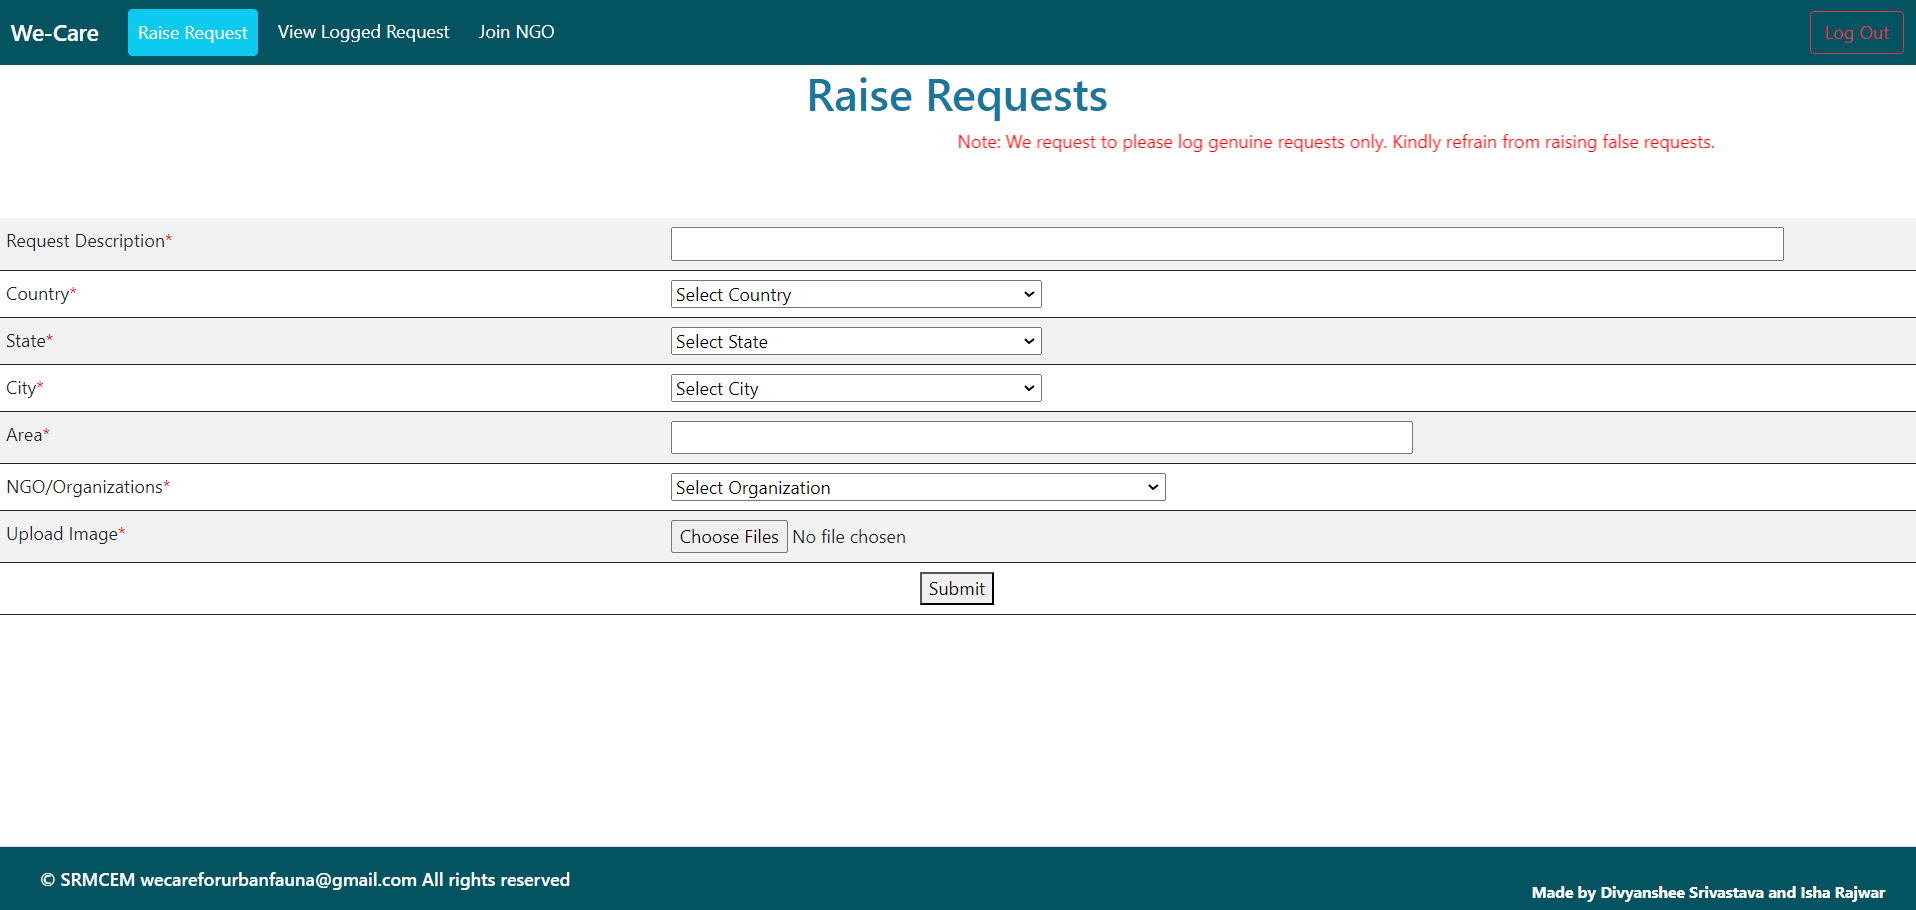 We-Care Raise Request View Logged Request Join NGO Log Out
Raise Requests
Note: We request to please log genuine requests only. Kindly refrain from raising false requests.
Request Description*
Country* Select Country
State* Select State
City* Select City
Area*
NGO/Organizations* Select Organization
Upload Image* Choose Files No file chosen
Submit
© SRMCEM wecareforurbanfauna@gmail.com All rights reserved
Made by Divyanshee Srivastava and Isha Rajwar